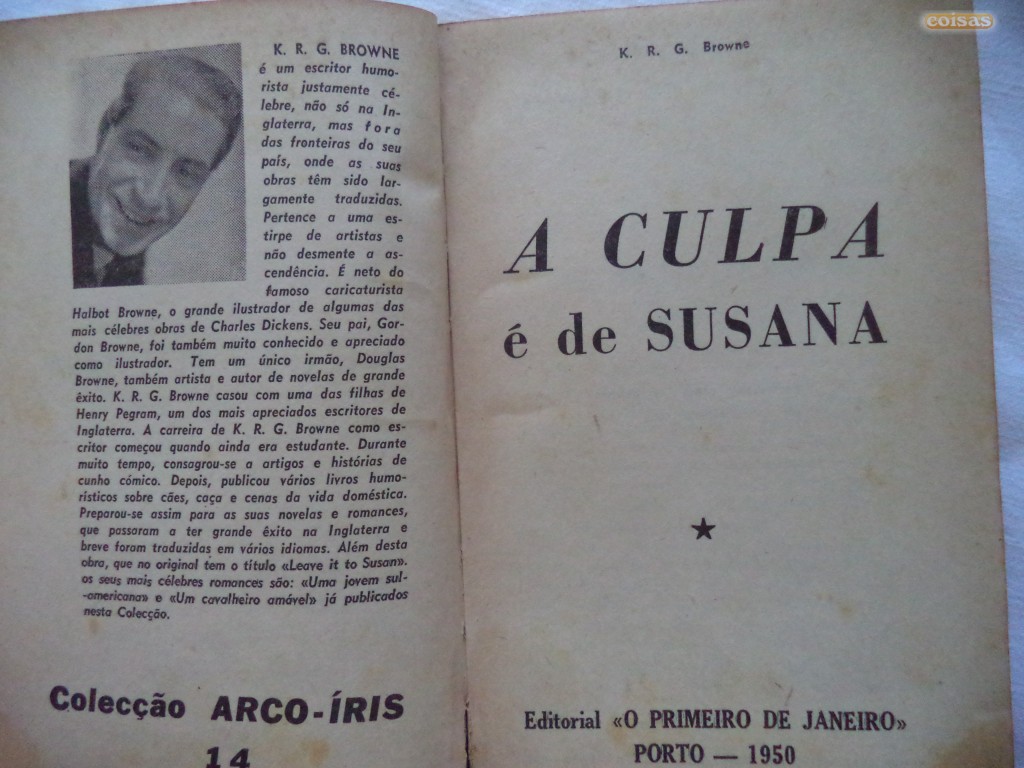 K. R. G. BROWNE
é um escritor humo-
rista justamente cé-
lebre, não só na In-
glaterra, mas fora
das fronteiras do seu
país, onde as suas
obras têm sido lar-
gamente traduzidas.
Pertence a uma es-
tirpe de artistas e
não desmente a as-
cendência. É neto do
famoso caricaturista
Halbot Browne, o grande ilustrador de algumas das
mais célebres obras de Charles Dickens. Seu pai, Gor-
don Browne, foi também muito conhecido e apreciado
como ilustrador. Tem um único irmão, Douglas
Browne, também artista e autor de novelas de grande
êxito. K. R. G. Browne casou com uma das filhas de
Henry Pegram, um dos mais apreciados escritores de
Inglaterra. A carreira de K. R. G. Browne como es-
critor começou quando ainda era estudante. Durante
muito tempo, consagrou-se a artigos e histórias de
cunho cómico. Depois, publicou vários livros humo-
rísticos sobre cães, caça e cenas da vida doméstica.
Preparou-se assim para as suas novelas e romances,
que passaram a ter grande êxito na Inglaterra e
breve foram traduzidas em vários idiomas. Além desta
obra, que no original tem o título «Leave it to Susan».
os seus mais célebres romances são: «Uma jovem sul-
-americana» e «Um cavalheiro amável» já publicados
nesta Colecção.
Colecção ARCO-ÍRIS
14
K. R. G. Browne
A CULPA
é de SUSANA
Editorial «O PRIMEIRO DE JANEIRO»
PORTO — 1950
coisas